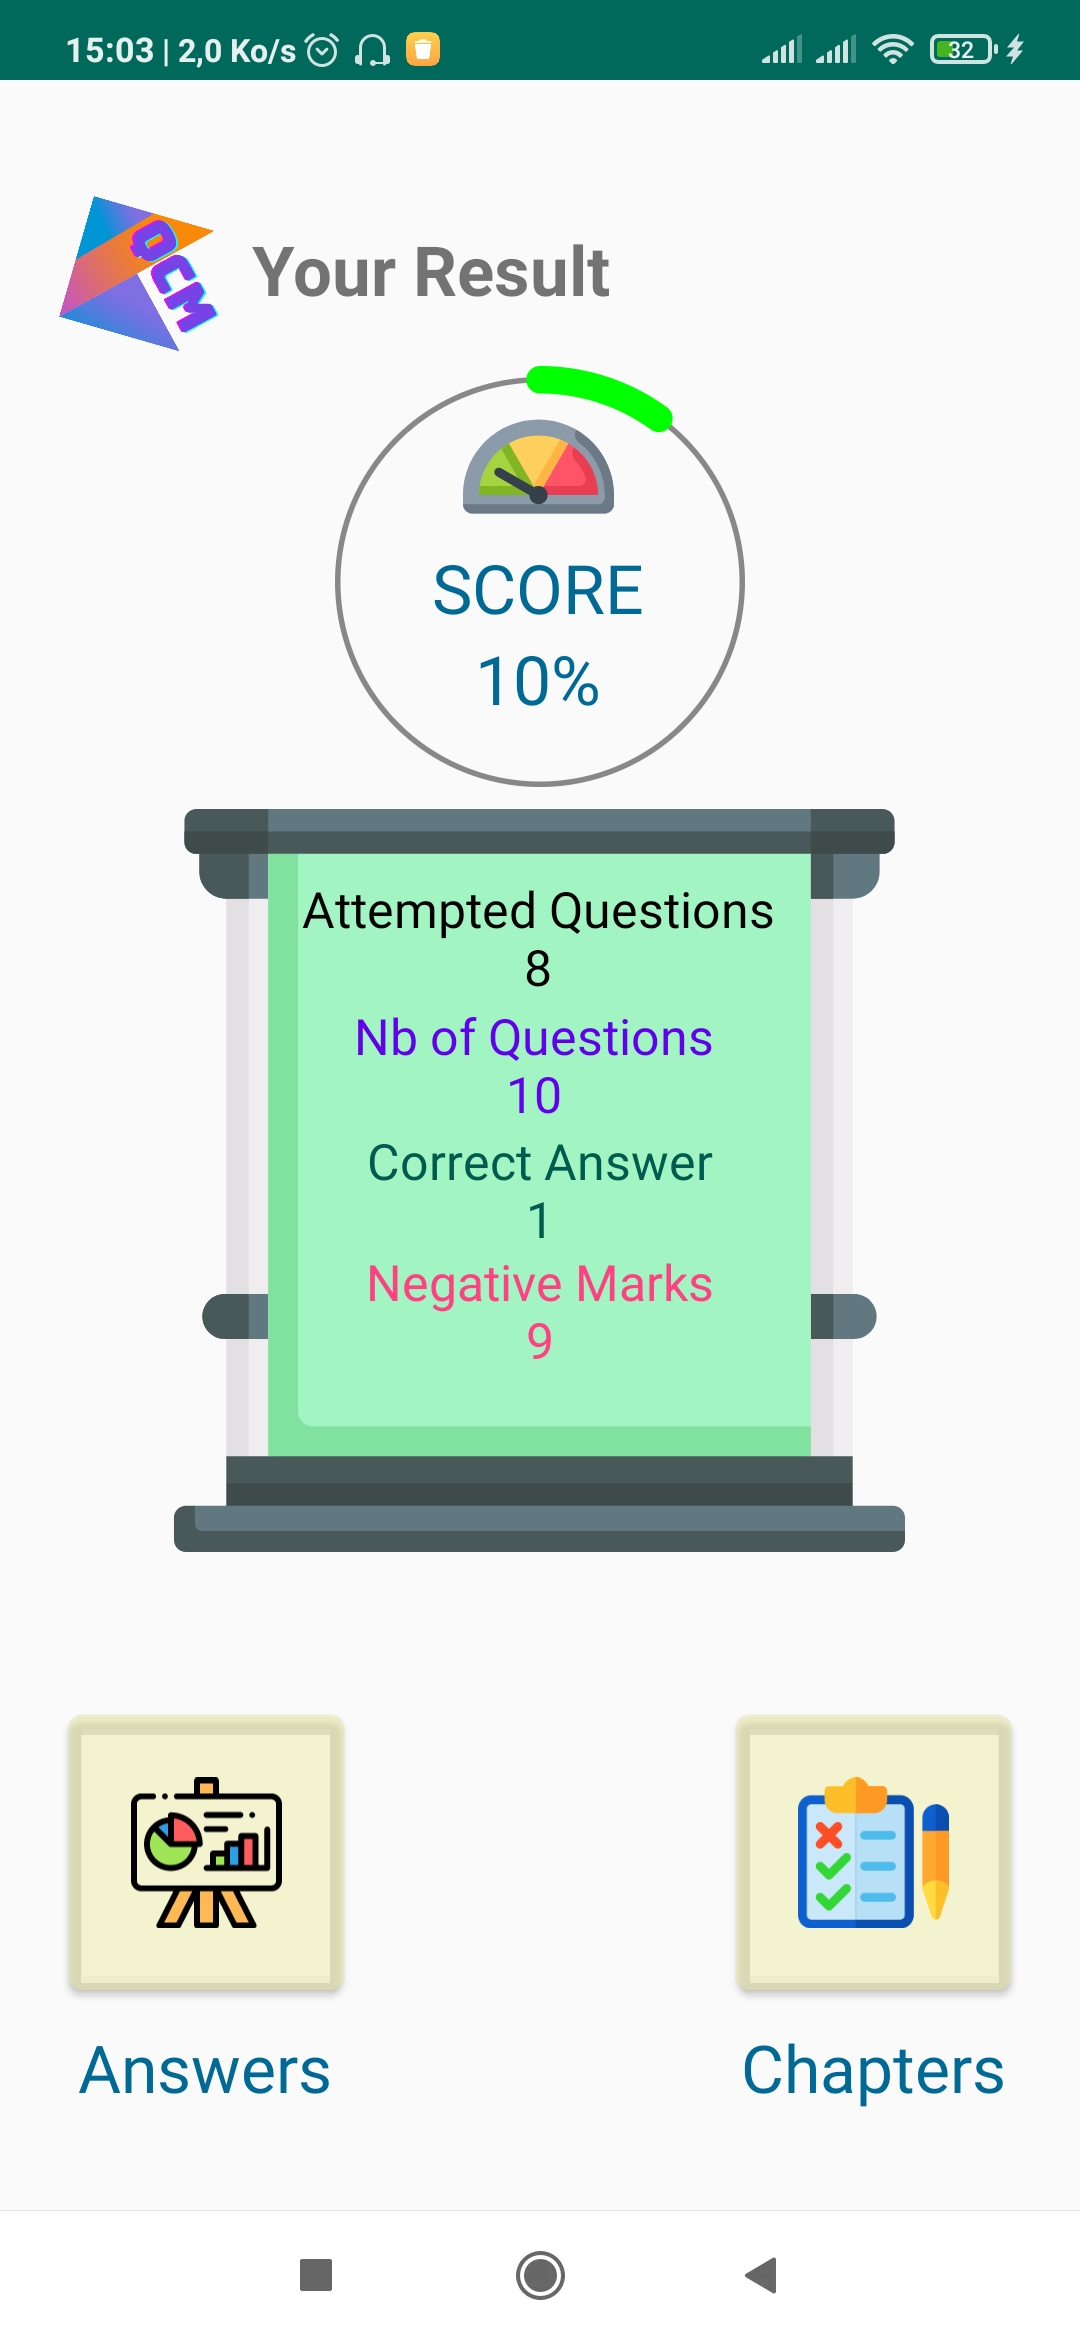 15:03 | 2,0 Ko/s
32
QCM
Your Result
SCORE
10%
Attempted Questions
8
Nb of Questions
10
Correct Answer
1
Negative Marks
9
Answers
Chapters